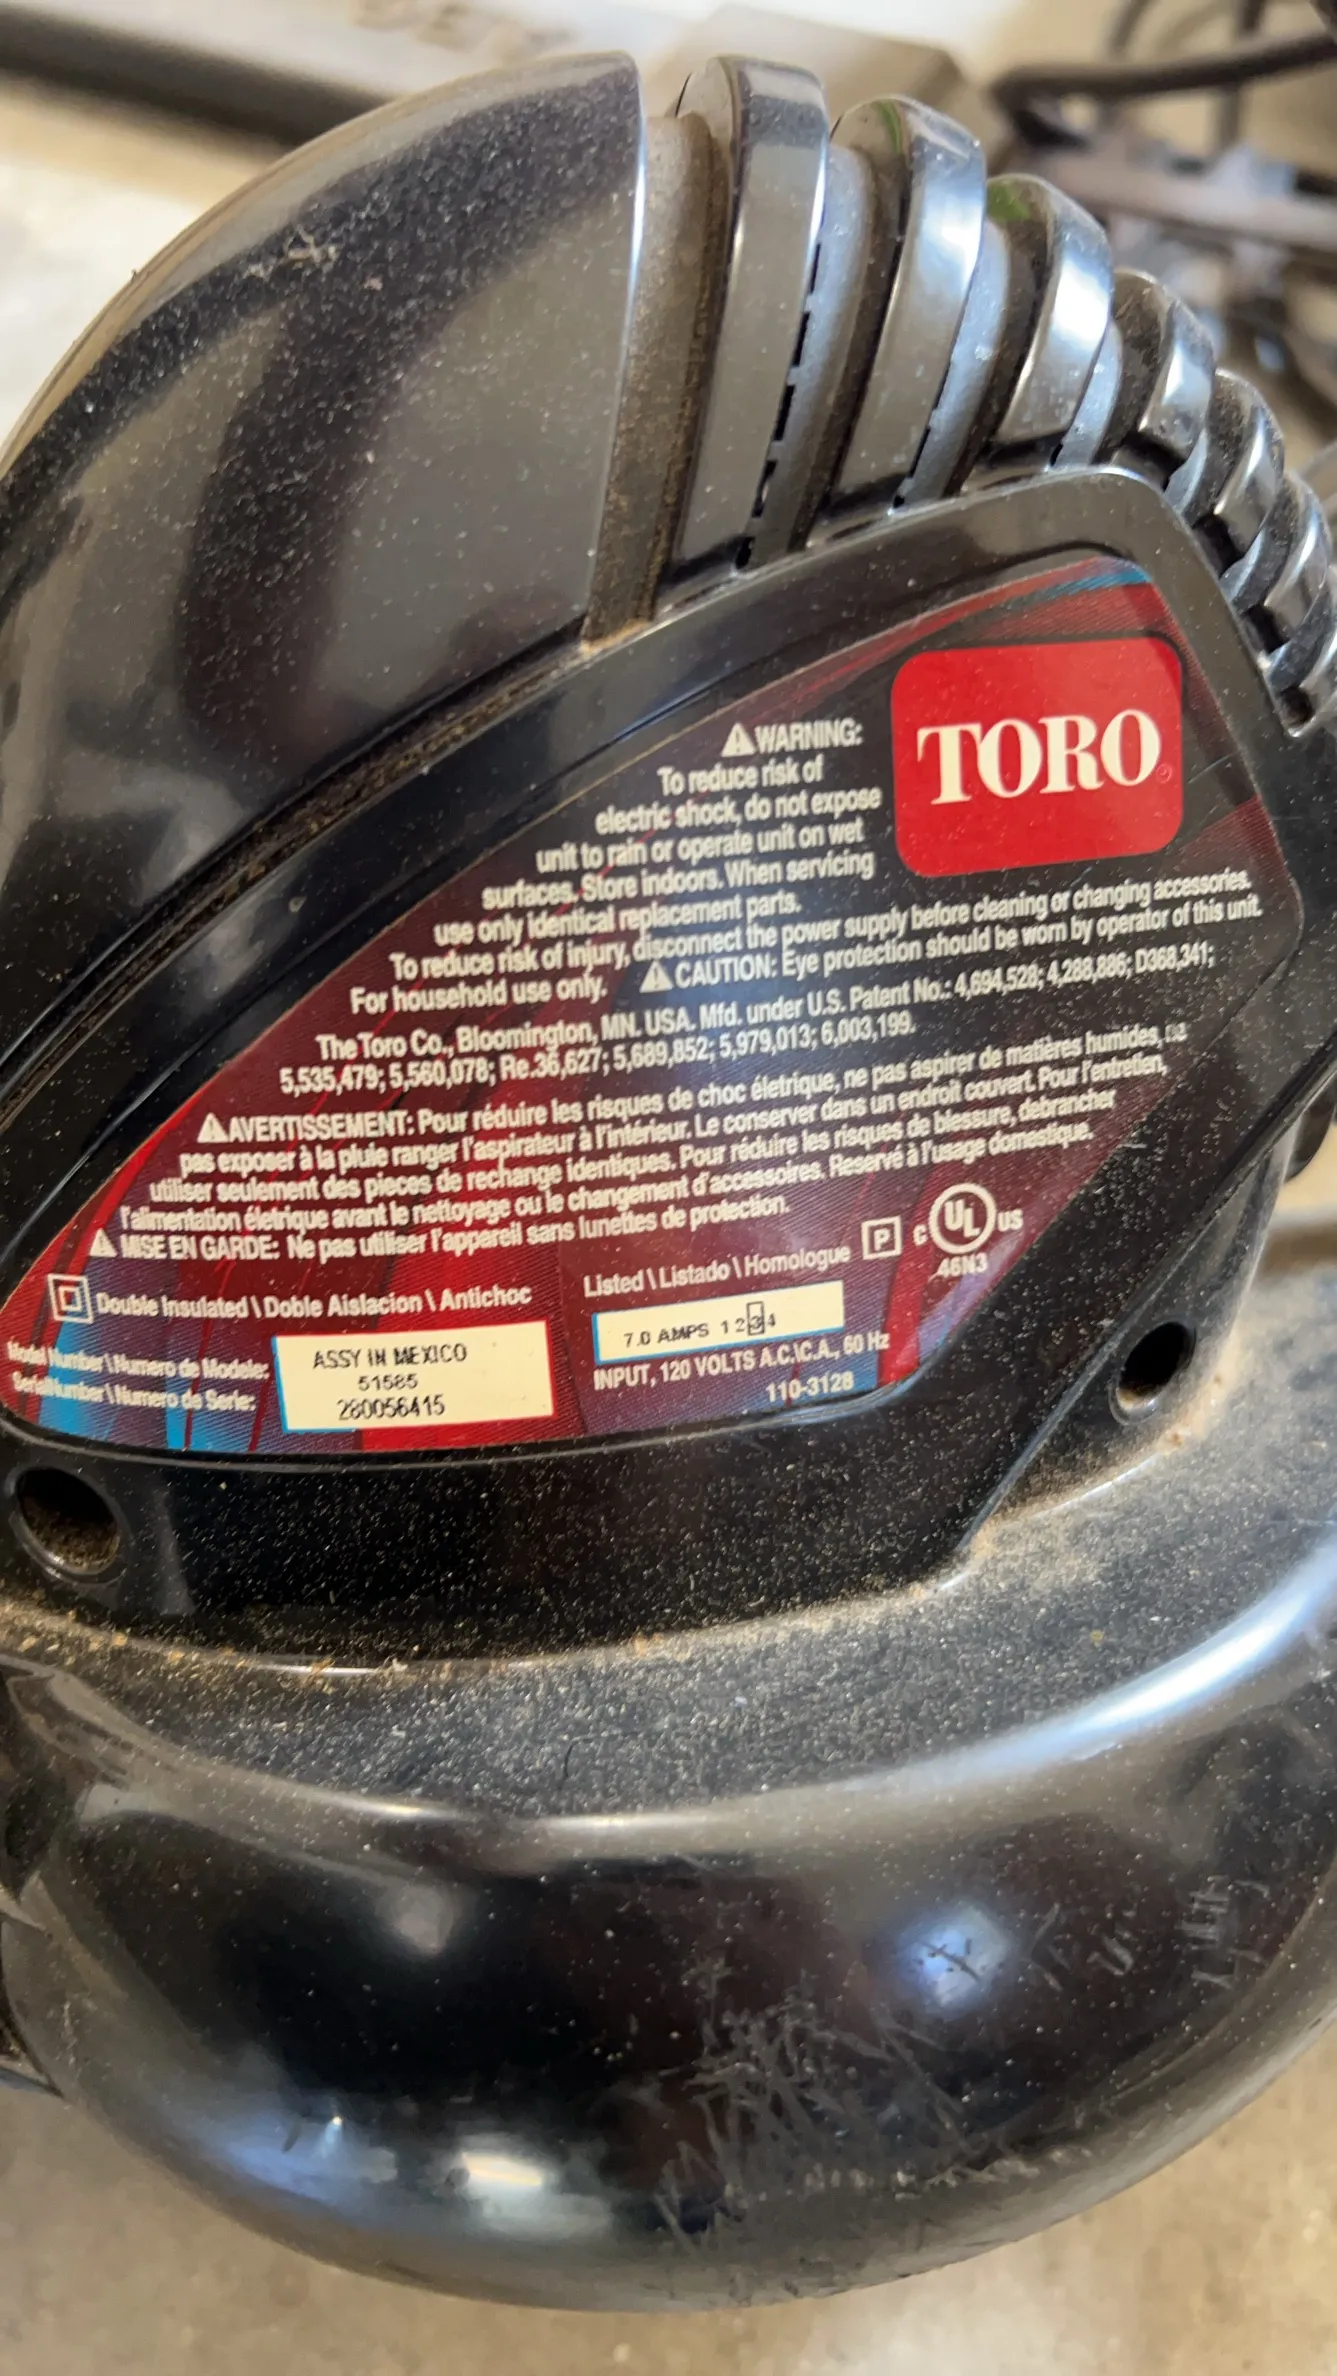 TORO
⚠WARNING:
To reduce risk of
electric shock, do not expose
unit to rain or operate unit on wet
surfaces. Store indoors. When servicing
use only identical replacement parts.
To reduce risk of injury, disconnect the power supply before cleaning or changing accessories.
For household use only. ⚠CAUTION: Eye protection should be worn by operator of this unit.
The Toro Co., Bloomington, MN. USA. Mfd. under U.S. Patent No.: 4,694,528; 4,288,886; D368,341;
5,535,479; 5,560,078; Re.36,627; 5,689,852; 5,979,013; 6,003,199.
⚠AVERTISSEMENT: Pour réduire les risques de choc életrique, ne pas aspirer de matières humides, ne
pas exposer à la pluie ranger l'aspirateur à l'intérieur. Le conserver dans un endroit couvert. Pour l'entretien,
utiliser seulement des pieces de rechange identiques. Pour réduire les risques de blessure, debrancher
l'alimentation életrique avant le nettoyage ou le changement d'accessoires. Reservé à l'usage domestique.
⚠ MISE EN GARDE: Ne pas utiliser l'appareil sans lunettes de protection.
Double Insulated \ Doble Aislacion \ Antichoc
Listed \ Listado \ Homologue P C UL US
46N3
Model Number \ Numero de Modele:
Serial Number \ Numero de Serie:
ASSY IN MEXICO
51585
280056415
7.0 AMPS 1 2 3 4
INPUT, 120 VOLTS A.C.\C.A., 60 Hz
110-3128